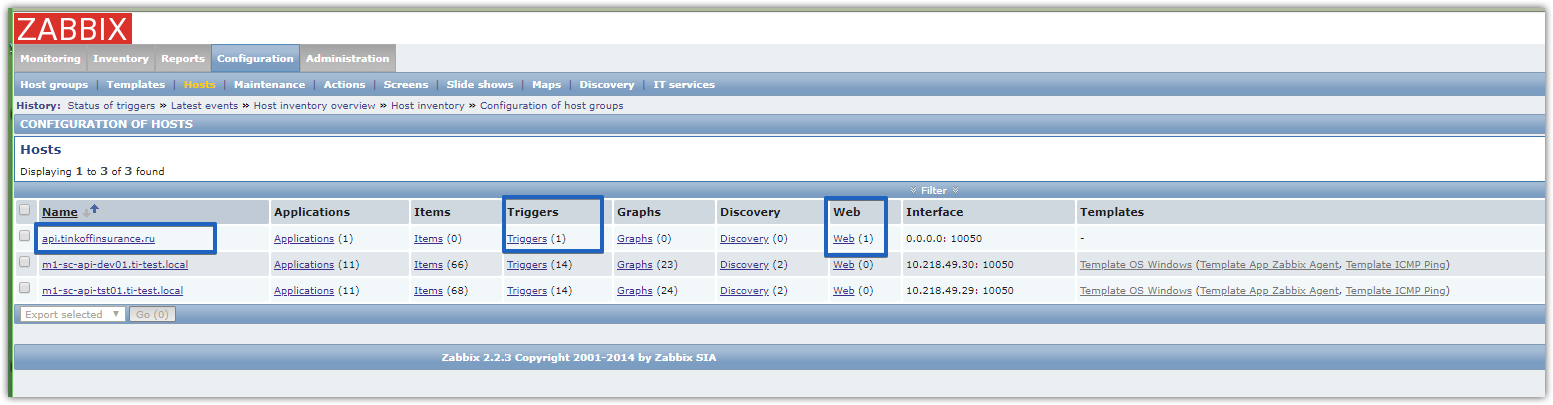 ZABBIX
Monitoring Inventory Reports Configuration Administration
Host groups | Templates | Hosts | Maintenance | Actions | Screens | Slide shows | Maps | Discovery | IT services
History: Status of triggers » Latest events » Host inventory overview » Host inventory » Configuration of host groups
CONFIGURATION OF HOSTS
Hosts
Displaying 1 to 3 of 3 found
Filter
Name Applications Items Triggers Graphs Discovery Web Interface Templates
api.tinkoffinsurance.ru Applications (1) Items (0) Triggers (1) Graphs (0) Discovery (0) Web (1) 0.0.0.0: 10050 -
m1-sc-api-dev01.ti-test.local Applications (11) Items (66) Triggers (14) Graphs (23) Discovery (2) Web (0) 10.218.49.30: 10050 Template OS Windows (Template App Zabbix Agent, Template ICMP Ping)
m1-sc-api-tst01.ti-test.local Applications (11) Items (68) Triggers (14) Graphs (24) Discovery (2) Web (0) 10.218.49.29: 10050 Template OS Windows (Template App Zabbix Agent, Template ICMP Ping)
Export selected Go (0)
Zabbix 2.2.3 Copyright 2001-2014 by Zabbix SIA